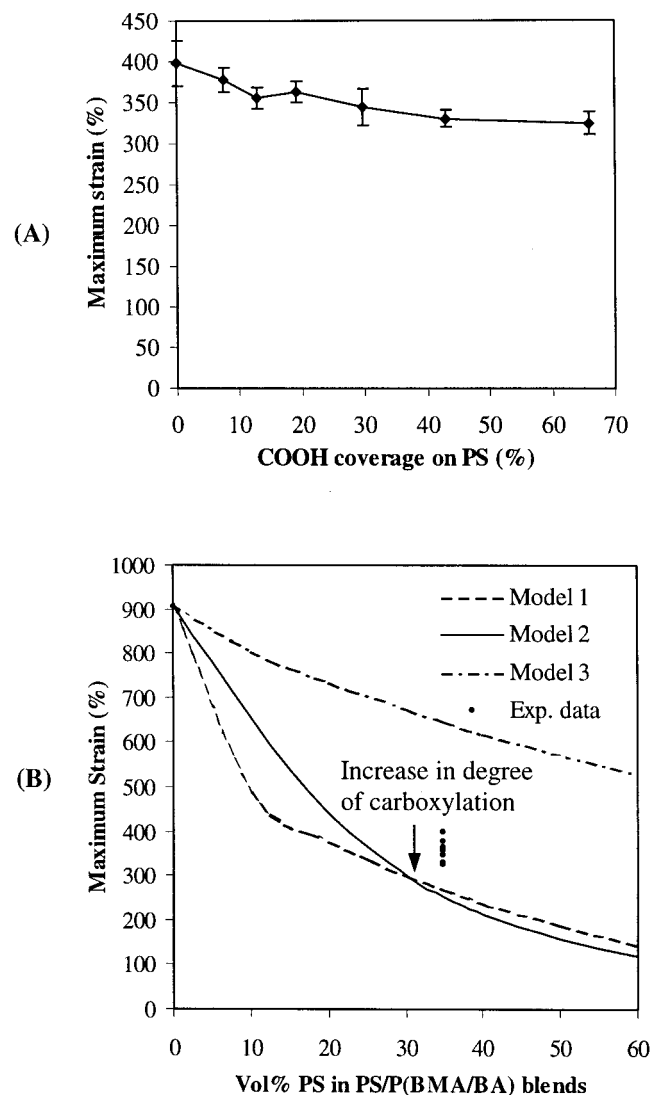 (A)
Maximum strain (%)
450
400
350
300
250
200
150
100
50
0
0 10 20 30 40 50 60 70
COOH coverage on PS (%)
(B)
Maximum Strain (%)
1000
900
800
700
600
500
400
300
200
100
0
Model 1
Model 2
Model 3
Exp. data
Increase in degree
of carboxylation
0 10 20 30 40 50 60
Vol% PS in PS/P(BMA/BA) blends